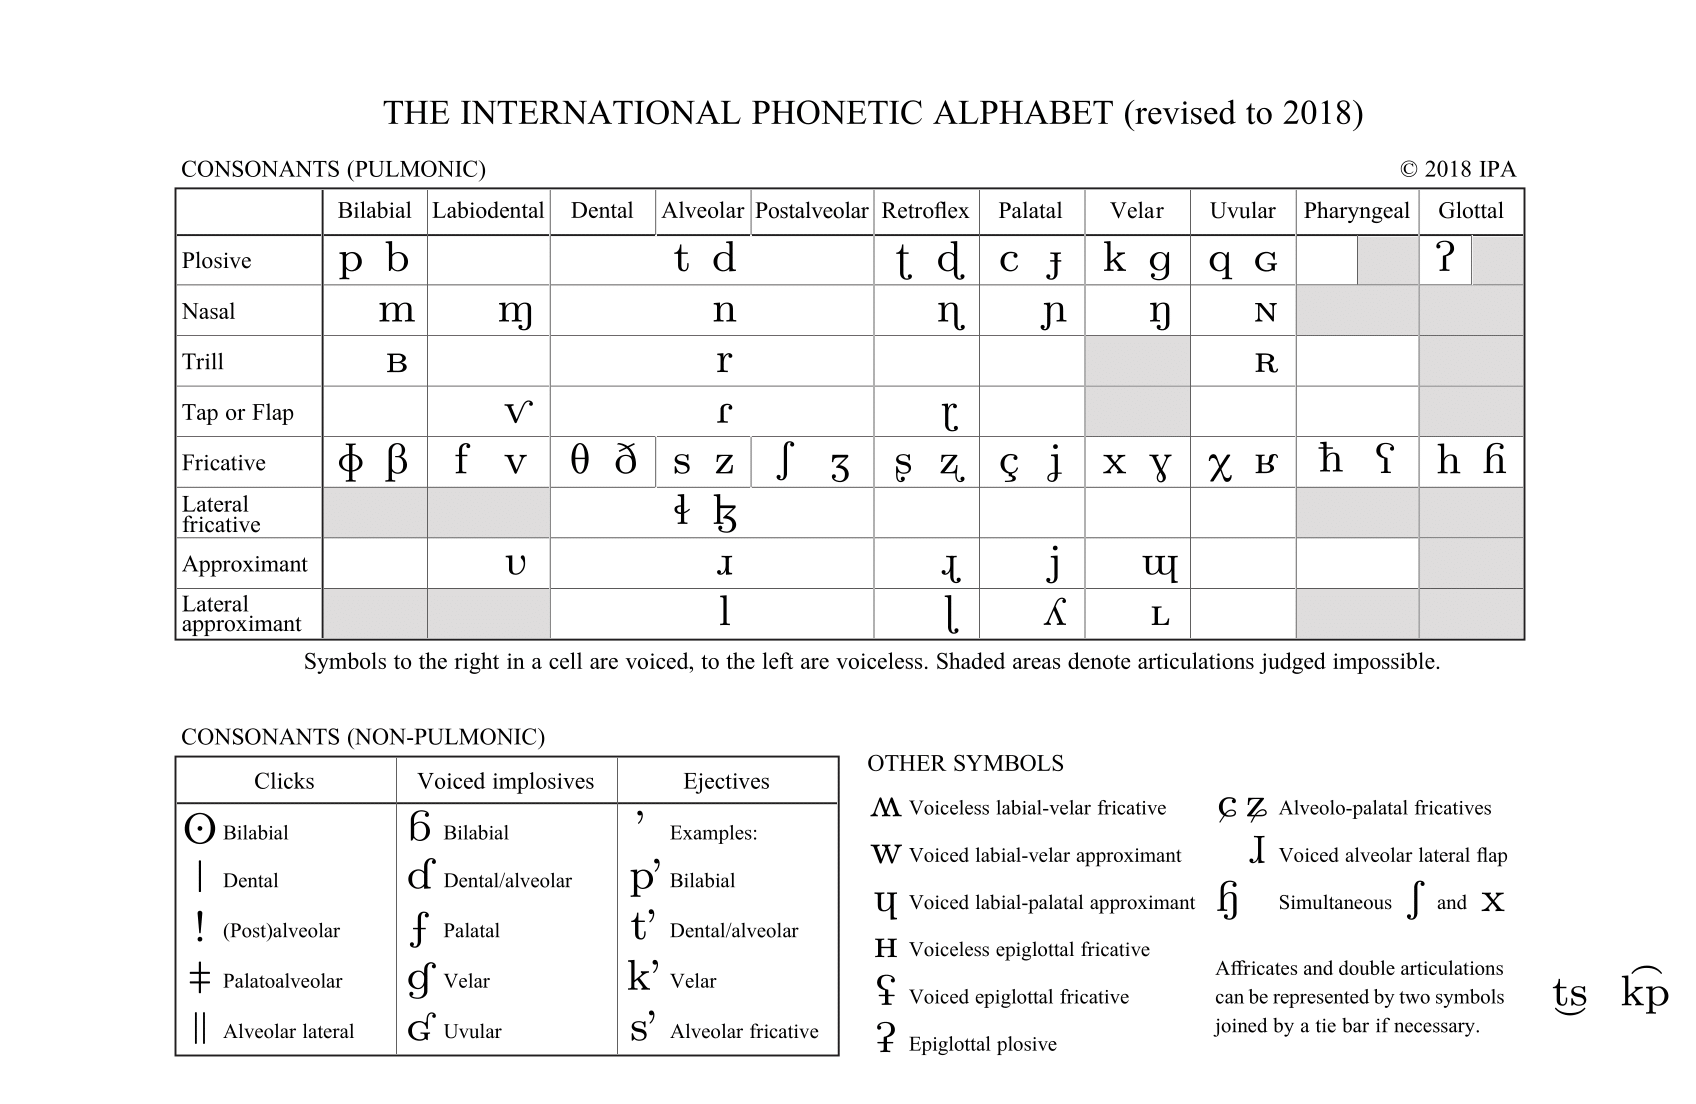 THE INTERNATIONAL PHONETIC ALPHABET (revised to 2018)
CONSONANTS (PULMONIC) © 2018 IPA
Bilabial Labiodental Dental Alveolar Postalveolar Retroflex Palatal Velar Uvular Pharyngeal Glottal
Plosive p b t d ʈ ɖ c ɟ k ɡ q ɢ ʔ
Nasal m ɱ n ɳ ɲ ŋ ɴ
Trill ʙ r ʀ
Tap or Flap ⱱ ɾ ɽ
Fricative ɸ β f v θ ð s z ʃ ʒ ʂ ʐ ç ʝ x ɣ χ ʁ ħ ʕ h ɦ
Lateral
fricative ɬ ɮ
Approximant ʋ ɹ ɻ j ɰ
Lateral
approximant l ɭ ʎ ʟ
Symbols to the right in a cell are voiced, to the left are voiceless. Shaded areas denote articulations judged impossible.
CONSONANTS (NON-PULMONIC)
Clicks Voiced implosives Ejectives
ʘ Bilabial ɓ Bilabial ʼ Examples:
ǀ Dental ɗ Dental/alveolar pʼ Bilabial
ǃ (Post)alveolar ʄ Palatal tʼ Dental/alveolar
ǂ Palatoalveolar ɠ Velar kʼ Velar
ǁ Alveolar lateral ʛ Uvular sʼ Alveolar fricative
OTHER SYMBOLS
ʍ Voiceless labial-velar fricative
w Voiced labial-velar approximant
ɥ Voiced labial-palatal approximant
ʜ Voiceless epiglottal fricative
ʢ Voiced epiglottal fricative
ʡ Epiglottal plosive
ɕ ʑ Alveolo-palatal fricatives
ɺ Voiced alveolar lateral flap
ɧ Simultaneous ʃ and x
Affricates and double articulations
can be represented by two symbols
joined by a tie bar if necessary.
t͜s k͡p